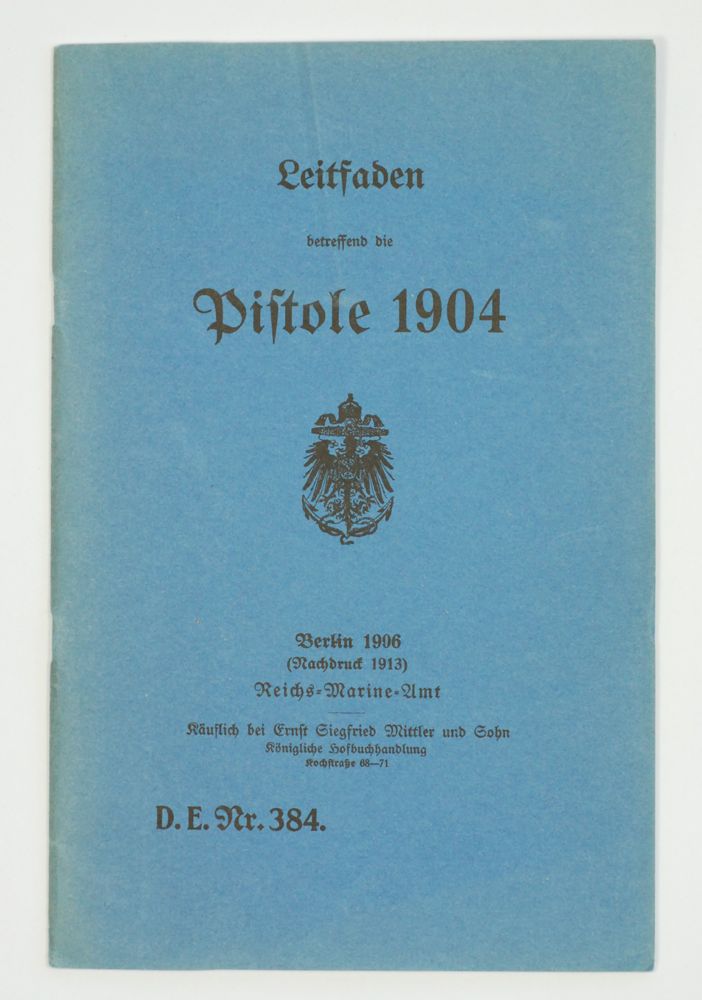 Leitfaden
betreffend die
Pistole 1904
Berlin 1906
(Nachdruck 1913)
Reichs-Marine-Amt
Käuflich bei Ernst Siegfried Mittler und Sohn
Königliche Hofbuchhandlung
Kochstraße 68—71
D. E. Nr. 384.